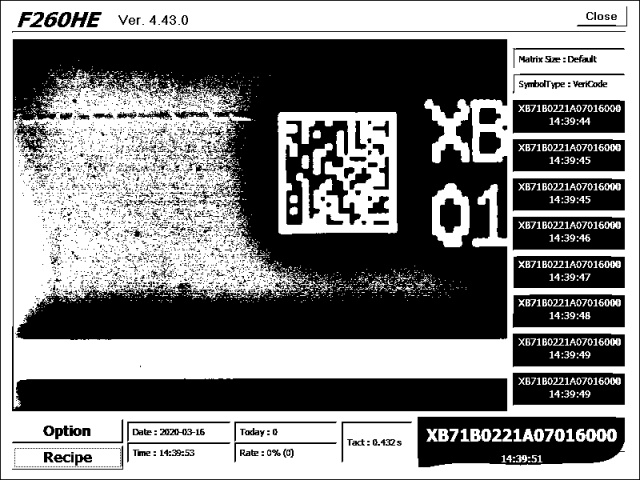 F260HE Ver. 4.43.0 Close
Matrix Size : Default
SymbolType : VeriCode
XB
01
XB71B0221A07016000
14:39:44
XB71B0221A07016000
14:39:45
XB71B0221A07016000
14:39:45
XB71B0221A07016000
14:39:46
XB71B0221A07016000
14:39:47
XB71B0221A07016000
14:39:48
XB71B0221A07016000
14:39:49
XB71B0221A07016000
14:39:49
Option
Recipe
Date : 2020-03-16
Time : 14:39:53
Today : 0
Rate : 0% (0)
Tact : 0.432 s
XB71B0221A07016000
14:39:51